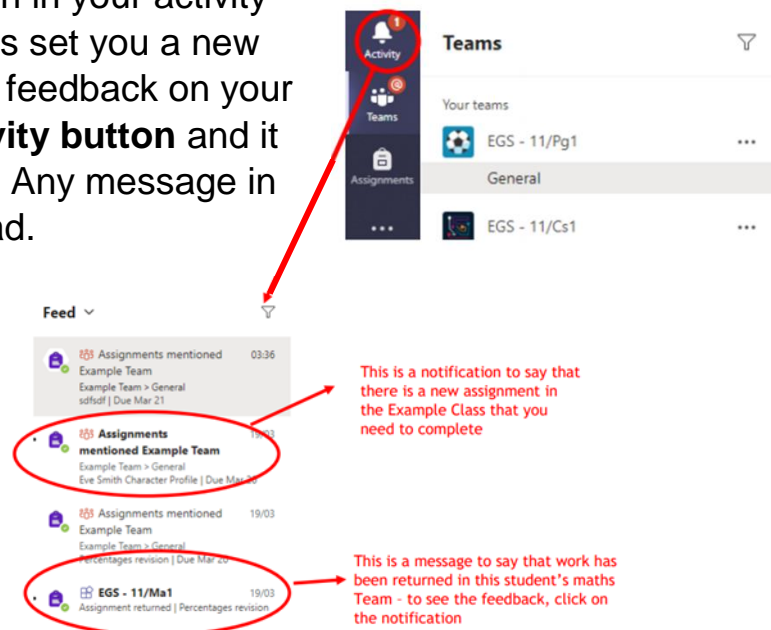 n in your activity
s set you a new
feedback on your
vity button and it
Any message in
ad.
1
Activity
Teams
Assignments
...
Teams
Your teams
EGS - 11/Pg1
...
General
EGS - 11/Cs1
...
Feed
Assignments mentioned 03:36
Example Team
Example Team > General
sdfsdf | Due Mar 21
Assignments 19/03
mentioned Example Team
Example Team > General
Eve Smith Character Profile | Due Mar
Assignments mentioned 19/03
Example Team
Example Team > General
Percentages revision | Due Mar 20
EGS - 11/Ma1 19/03
Assignment returned | Percentages revision
This is a notification to say that
there is a new assignment in
the Example Class that you
need to complete
This is a message to say that work has
been returned in this student's maths
Team - to see the feedback, click on
the notification